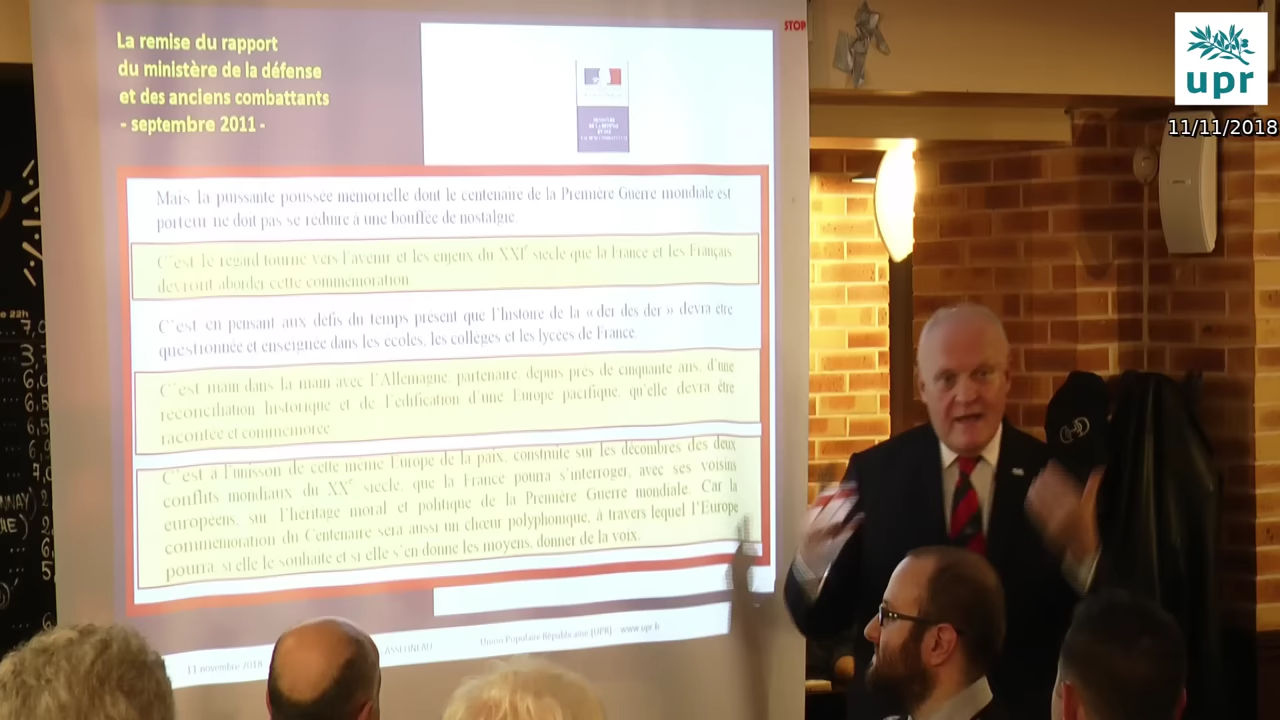 La remise du rapport
du ministère de la défense
et des anciens combattants
- septembre 2011 -
STOP
upr
11/11/2018
Mais la puissante poussée mémorielle dont le centenaire de la Première Guerre mondiale est
porteur ne doit pas se réduire à une bouffée de nostalgie.
C'est le regard tourné vers l'avenir et les enjeux du XXIe siècle que la France et les Français
devront aborder cette commémoration.
C'est en pensant aux défis du temps présent que l'histoire de la « der des der » devra être
questionnée et enseignée dans les écoles, les collèges et les lycées de France.
C'est main dans la main avec l'Allemagne, partenaire, depuis près de cinquante ans, d'une
réconciliation historique et de l'édification d'une Europe pacifique, qu'elle devra être
racontée et commémorée
C'est à l'unisson de cette même Europe de la paix, construite sur les décombres des deux
conflits mondiaux du XXe siècle, que la France pourra s'interroger, avec ses voisins
européens, sur l'héritage moral et politique de la Première Guerre mondiale. Car la
commémoration du Centenaire sera aussi un chœur polyphonique, à travers lequel l'Europe
pourra, si elle le souhaite et si elle s'en donne les moyens, donner de la voix.
11 novembre 2018 ASSELINEAU Union Populaire Républicaine (UPR) - www.upr.fr
e 22h